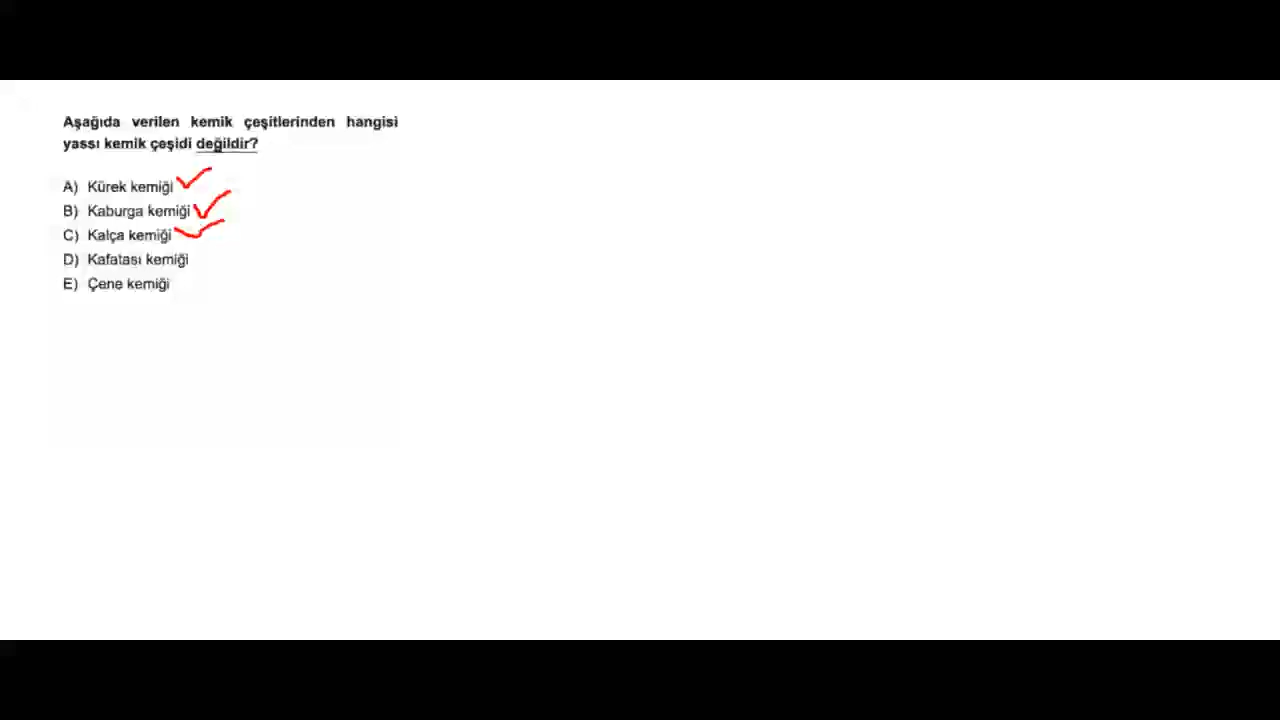 Aşağıda verilen kemik çeşitlerinden hangisi
yassı kemik çeşidi değildir?
A) Kürek kemiği
B) Kaburga kemiği
C) Kalça kemiği
D) Kafatası kemiği
E) Çene kemiği